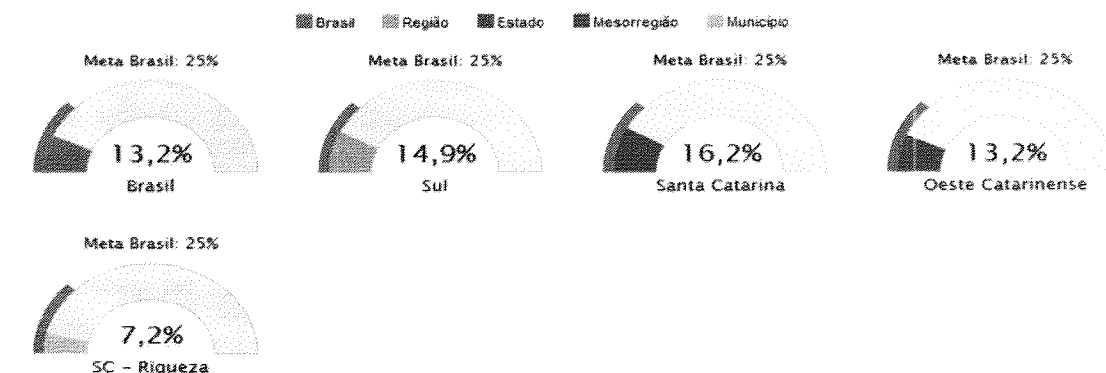 Brasil Região Estado Mesorregião Município
Meta Brasil: 25% Meta Brasil: 25% Meta Brasil: 25% Meta Brasil: 25%
13,2% 14,9% 16,2% 13,2%
Brasil Sul Santa Catarina Oeste Catarinense
Meta Brasil: 25%
7,2%
SC - Riqueza